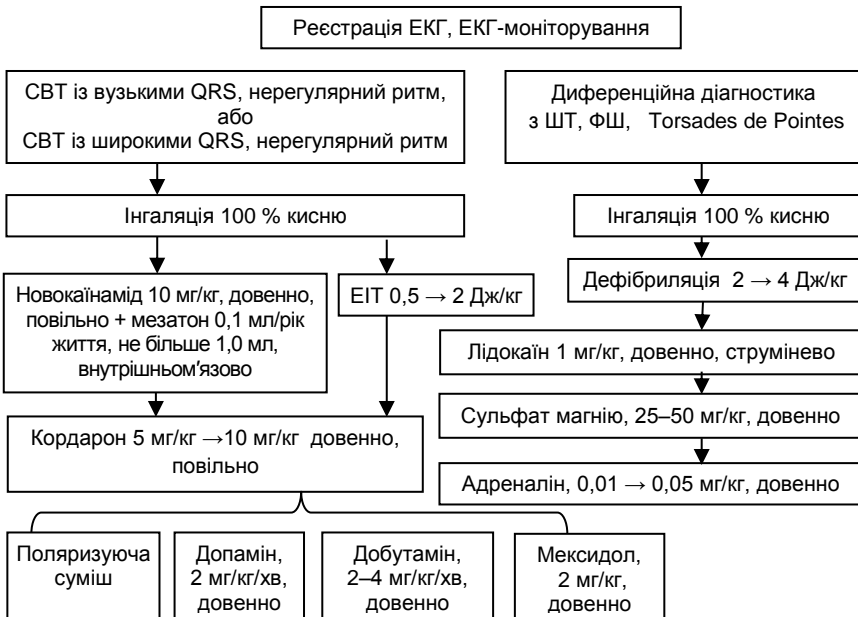 Реєстрація ЕКГ, ЕКГ-моніторування
СВТ із вузькими QRS, нерегулярний ритм,
або
СВТ із широкими QRS, нерегулярний ритм
Диференційна діагностика
з ШТ, ФШ, Torsades de Pointes
Інгаляція 100 % кисню
Інгаляція 100 % кисню
Новокаїнамід 10 мг/кг, довенно,
повільно + мезатон 0,1 мл/рік
життя, не більше 1,0 мл,
внутрішньом'язово
ЕІТ 0,5 → 2 Дж/кг
Дефібриляція 2 → 4 Дж/кг
Лідокаїн 1 мг/кг, довенно, струмінево
Кордарон 5 мг/кг →10 мг/кг довенно,
повільно
Сульфат магнію, 25–50 мг/кг, довенно
Адреналін, 0,01 → 0,05 мг/кг, довенно
Поляризуюча
суміш
Допамін,
2 мг/кг/хв,
довенно
Добутамін,
2–4 мг/кг/хв,
довенно
Мексидол,
2 мг/кг,
довенно